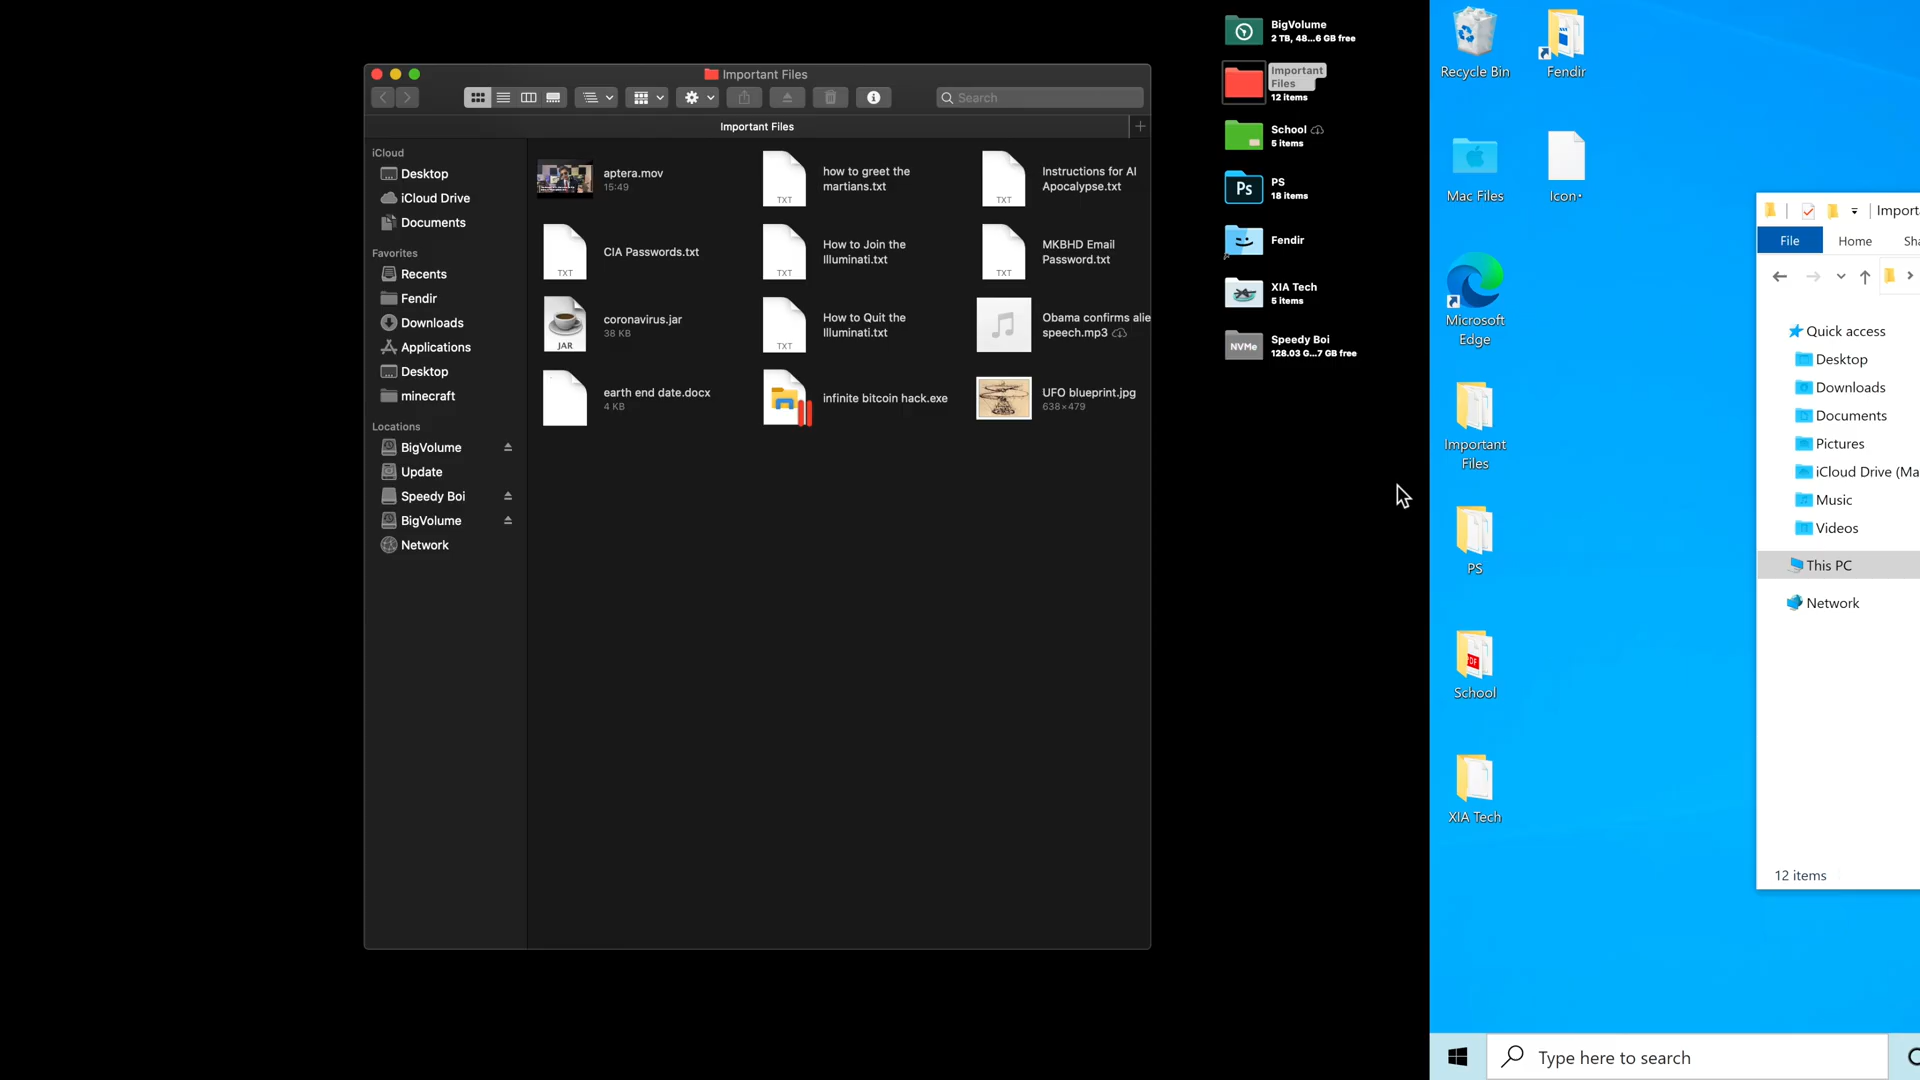 Important Files
Search
Important Files
iCloud
Desktop
iCloud Drive
Documents
Favorites
Recents
Fendir
Downloads
Applications
Desktop
minecraft
Locations
BigVolume
Update
Speedy Boi
BigVolume
Network
aptera.mov
15:49
TXT
how to greet the
martians.txt
TXT
Instructions for AI
Apocalypse.txt
TXT
CIA Passwords.txt
TXT
How to Join the
Illuminati.txt
TXT
MKBHD Email
Password.txt
JAR
coronavirus.jar
38 KB
TXT
How to Quit the
Illuminati.txt
Obama confirms alie
speech.mp3
earth end date.docx
4 KB
infinite bitcoin hack.exe
UFO blueprint.jpg
638×479
BigVolume
2 TB, 48...6 GB free
Important
Files
12 items
School
5 items
Ps
PS
18 items
Fendir
XIA Tech
5 items
NVMe
Speedy Boi
128.03 G...7 GB free
Recycle Bin
Fendir
Mac Files
Icon·
Microsoft
Edge
Important
Files
PS
PDF
School
XIA Tech
Import
File
Home
Sha
Quick access
Desktop
Downloads
Documents
Pictures
iCloud Drive (Ma
Music
Videos
This PC
Network
12 items
Type here to search